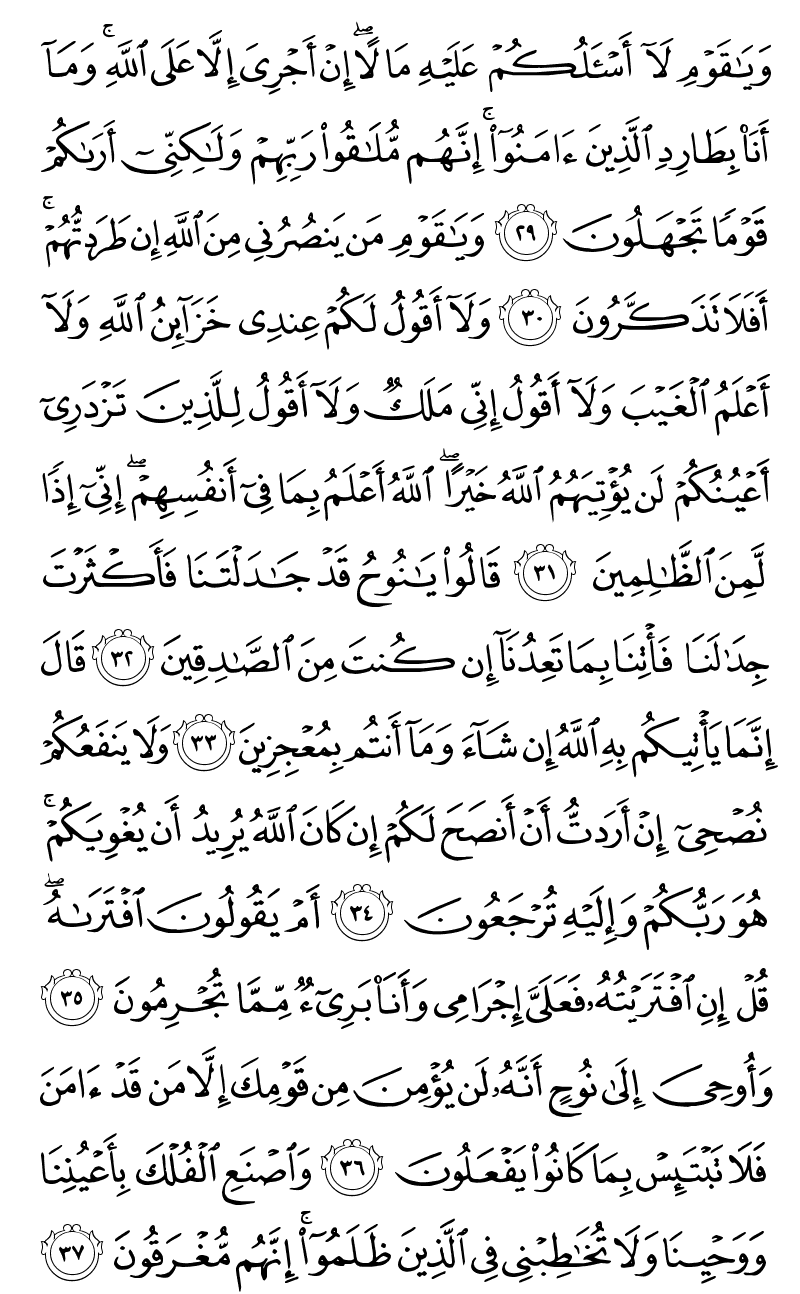 وَيَٰقَوۡمِ لَآ أَسۡـَٔلُكُمۡ عَلَيۡهِ مَالًاۖ إِنۡ أَجۡرِيَ إِلَّا عَلَى ٱللَّهِۚ وَمَآ
أَنَا۠ بِطَارِدِ ٱلَّذِينَ ءَامَنُوٓاْۚ إِنَّهُم مُّلَٰقُواْ رَبِّهِمۡ وَلَٰكِنِّيٓ أَرَىٰكُمۡ
قَوۡمٗا تَجۡهَلُونَ ٢٩ وَيَٰقَوۡمِ مَن يَنصُرُنِي مِنَ ٱللَّهِ إِن طَرَدتُّهُمۡۚ
أَفَلَا تَذَكَّرُونَ ٣٠ وَلَآ أَقُولُ لَكُمۡ عِندِي خَزَآئِنُ ٱللَّهِ وَلَآ
أَعۡلَمُ ٱلۡغَيۡبَ وَلَآ أَقُولُ إِنِّي مَلَكٞ وَلَآ أَقُولُ لِلَّذِينَ تَزۡدَرِيٓ
أَعۡيُنُكُمۡ لَن يُؤۡتِيَهُمُ ٱللَّهُ خَيۡرًاۖ ٱللَّهُ أَعۡلَمُ بِمَا فِيٓ أَنفُسِهِمۡ ۖ إِنِّيٓ إِذٗا
لَّمِنَ ٱلظَّٰلِمِينَ ٣١ قَالُواْ يَٰنُوحُ قَدۡ جَٰدَلۡتَنَا فَأَكۡثَرۡتَ
جِدَٰلَنَا فَأۡتِنَا بِمَا تَعِدُنَآ إِن كُنتَ مِنَ ٱلصَّٰدِقِينَ ٣٢ قَالَ
إِنَّمَا يَأۡتِيكُم بِهِ ٱللَّهُ إِن شَآءَ وَمَآ أَنتُم بِمُعۡجِزِينَ ٣٣ وَلَا يَنفَعُكُمۡ
نُصۡحِيٓ إِنۡ أَرَدتُّ أَنۡ أَنصَحَ لَكُمۡ إِن كَانَ ٱللَّهُ يُرِيدُ أَن يُغۡوِيَكُمۡۚ
هُوَ رَبُّكُمۡ وَإِلَيۡهِ تُرۡجَعُونَ ٣٤ أَمۡ يَقُولُونَ ٱفۡتَرَىٰهُۖ
قُلۡ إِنِ ٱفۡتَرَيۡتُهُۥ فَعَلَيَّ إِجۡرَامِي وَأَنَا۠ بَرِيٓءٞ مِّمَّا تُجۡرِمُونَ ٣٥
وَأُوحِيَ إِلَىٰ نُوحٍ أَنَّهُۥ لَن يُؤۡمِنَ مِن قَوۡمِكَ إِلَّا مَن قَدۡ ءَامَنَ
فَلَا تَبۡتَئِسۡ بِمَا كَانُواْ يَفۡعَلُونَ ٣٦ وَٱصۡنَعِ ٱلۡفُلۡكَ بِأَعۡيُنِنَا
وَوَحۡيِنَا وَلَا تُخَٰطِبۡنِي فِي ٱلَّذِينَ ظَلَمُوٓاْۚ إِنَّهُم مُّغۡرَقُونَ ٣٧